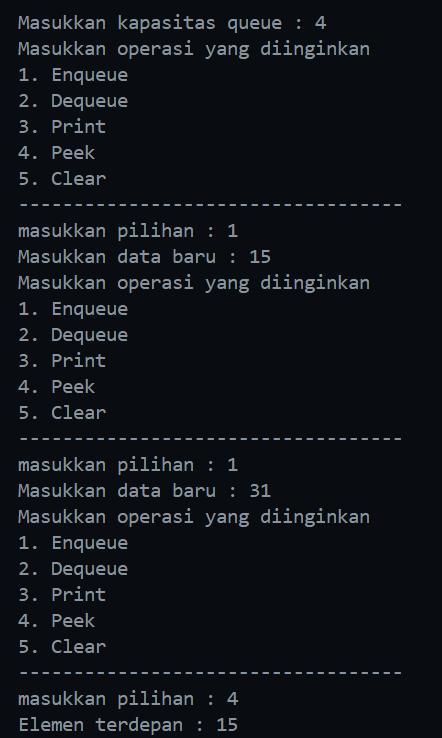 Masukkan kapasitas queue : 4
Masukkan operasi yang diinginkan
1. Enqueue
2. Dequeue
3. Print
4. Peek
5. Clear
-----------------------------------
masukkan pilihan : 1
Masukkan data baru : 15
Masukkan operasi yang diinginkan
1. Enqueue
2. Dequeue
3. Print
4. Peek
5. Clear
-----------------------------------
masukkan pilihan : 1
Masukkan data baru : 31
Masukkan operasi yang diinginkan
1. Enqueue
2. Dequeue
3. Print
4. Peek
5. Clear
-----------------------------------
masukkan pilihan : 4
Elemen terdepan : 15